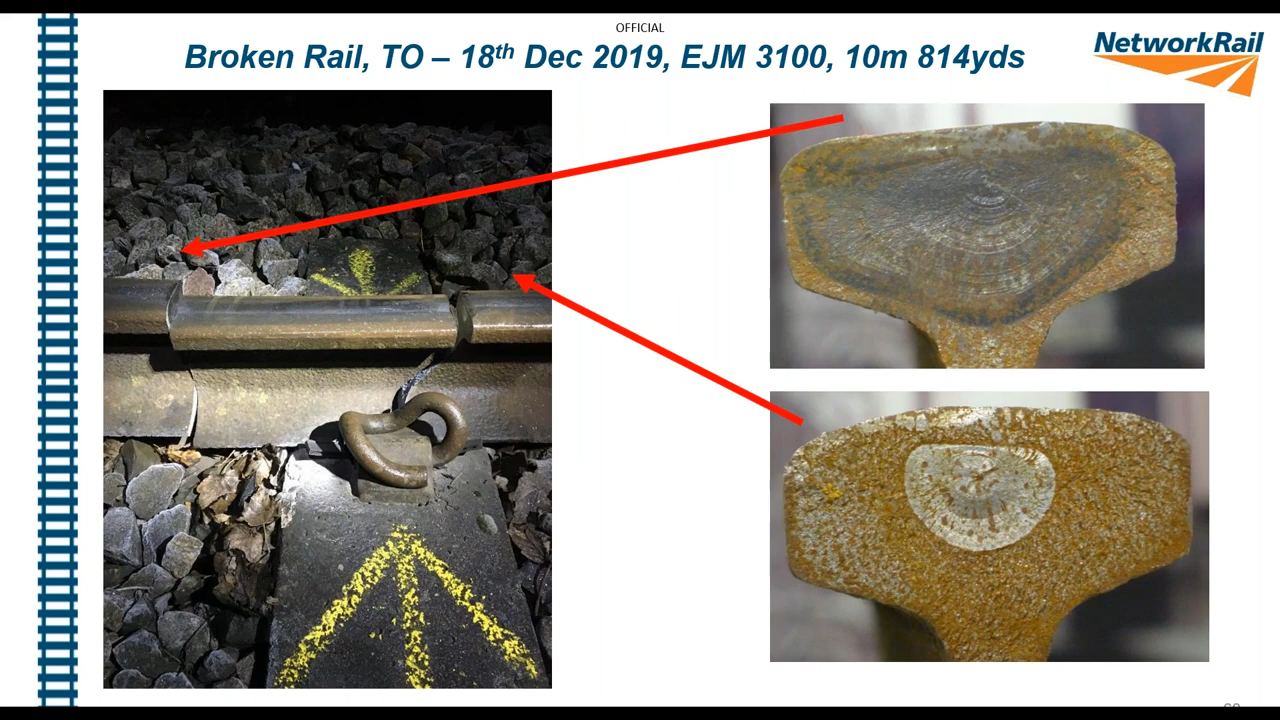 OFFICIAL
Broken Rail, TO – 18th Dec 2019, EJM 3100, 10m 814yds
NetworkRail